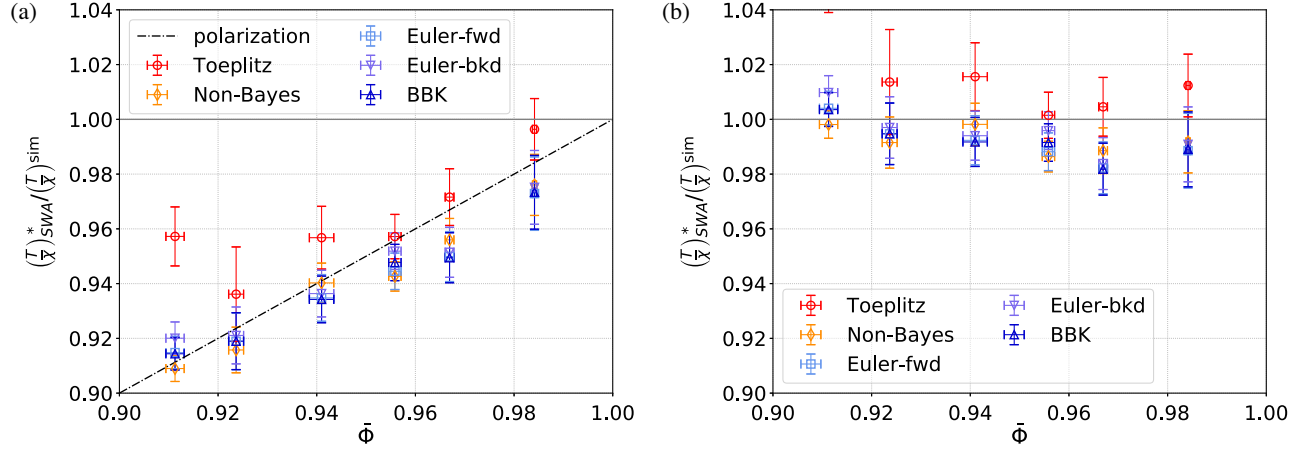 (a)
1.04
1.02
1.00
0.98
0.96
0.94
0.92
0.90
(T/χ)*SWA/(T/χ)sim
polarization
Toeplitz
Non-Bayes
Euler-fwd
Euler-bkd
BBK
0.90 0.92 0.94 0.96 0.98 1.00
Φ̄
(b)
1.04
1.02
1.00
0.98
0.96
0.94
0.92
0.90
(T/χ)*SWA/(T/χ)sim
Toeplitz
Non-Bayes
Euler-fwd
Euler-bkd
BBK
0.90 0.92 0.94 0.96 0.98 1.00
Φ̄